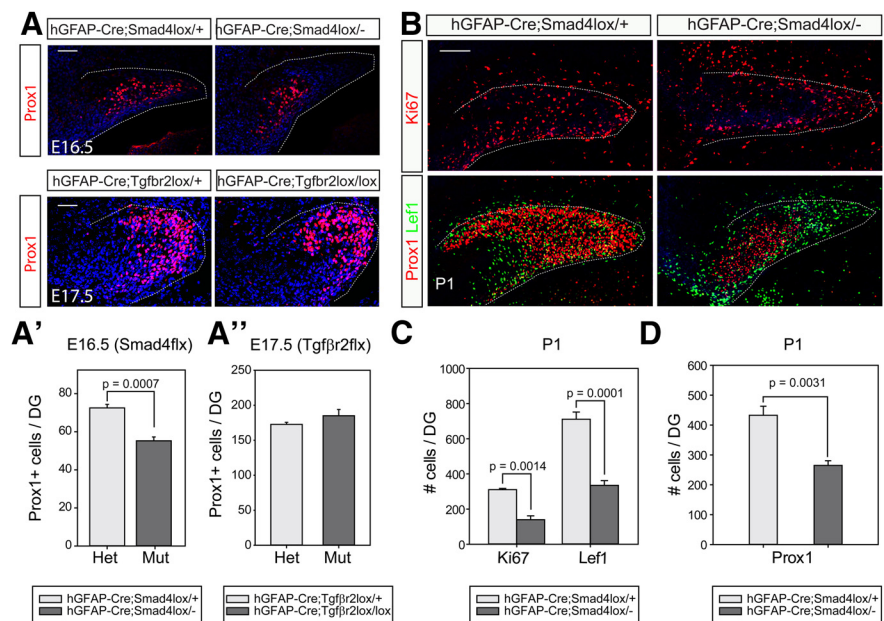 A
hGFAP-Cre;Smad4lox/+
hGFAP-Cre;Smad4lox/-
Prox1
E16.5
hGFAP-Cre;Tgfbr2lox/+
hGFAP-Cre;Tgfbr2lox/lox
Prox1
E17.5
B
hGFAP-Cre;Smad4lox/+
hGFAP-Cre;Smad4lox/-
Ki67
Prox1 Lef1
P1
A'
E16.5 (Smad4flx)
Prox1+ cells / DG
80
60
40
20
0
p = 0.0007
Het
Mut
hGFAP-Cre;Smad4lox/+
hGFAP-Cre;Smad4lox/-
A''
E17.5 (Tgfβr2flx)
Prox1+ cells / DG
250
200
150
100
50
0
Het
Mut
hGFAP-Cre;Tgfβr2lox/+
hGFAP-Cre;Tgfβr2lox/lox
C
P1
# cells / DG
1000
800
600
400
200
0
p = 0.0014
p = 0.0001
Ki67
Lef1
hGFAP-Cre;Smad4lox/+
hGFAP-Cre;Smad4lox/-
D
P1
# cells / DG
600
500
400
300
200
100
0
p = 0.0031
Prox1
hGFAP-Cre;Smad4lox/+
hGFAP-Cre;Smad4lox/-